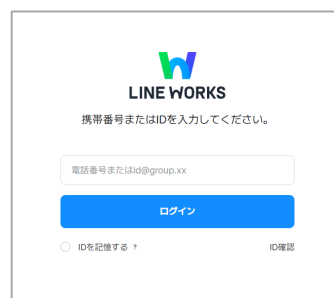 LINE WORKS
携帯番号またはIDを入力してください。
電話番号またはid@group.xx
ログイン
IDを記憶する ? ID確認